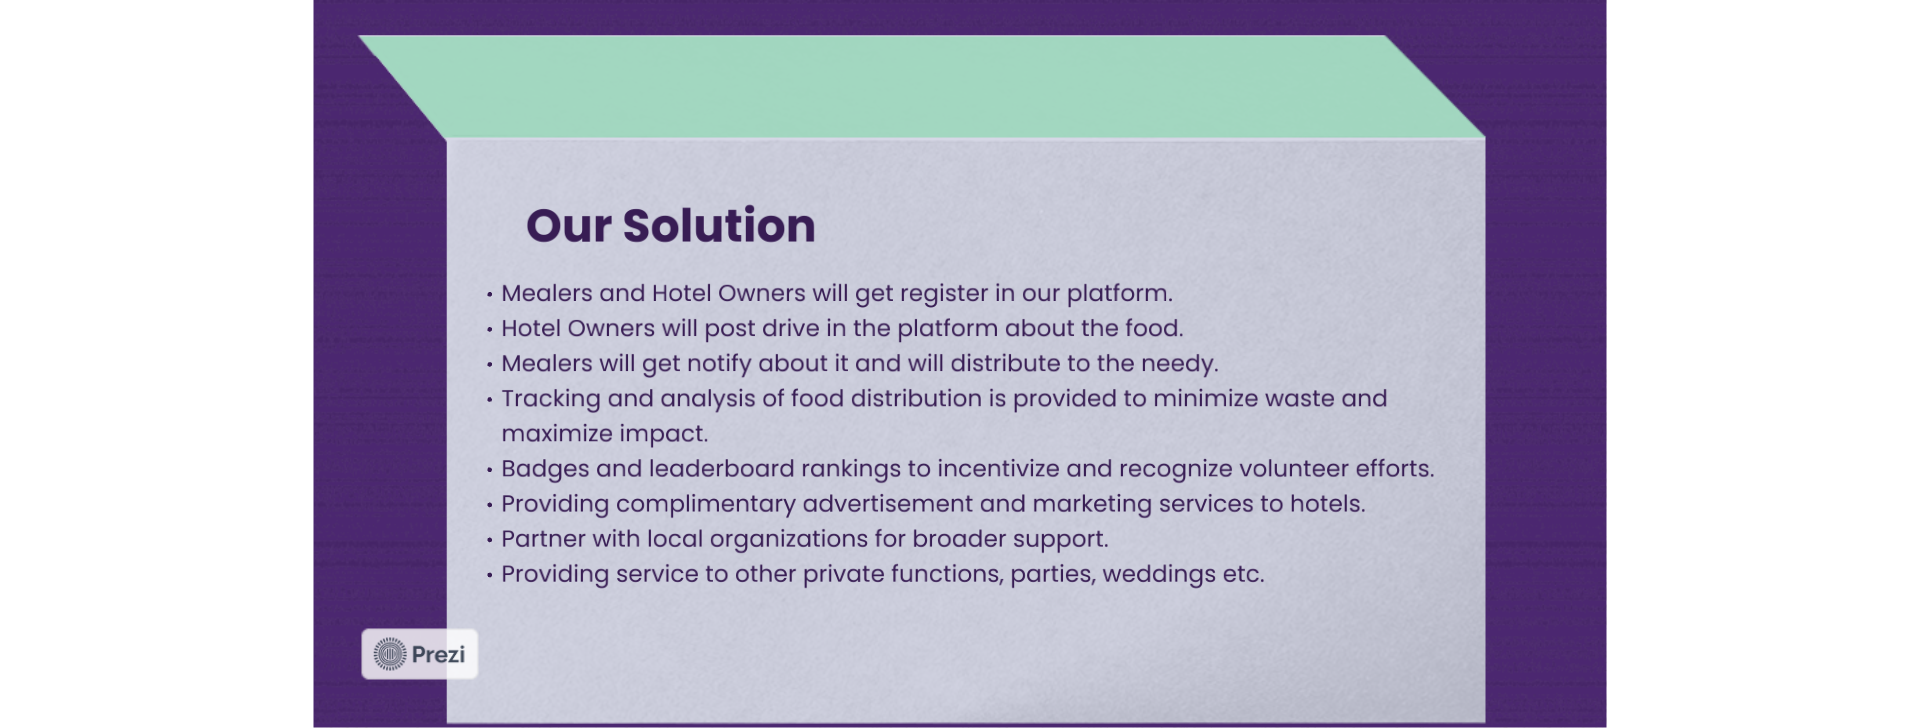 Our Solution
• Mealers and Hotel Owners will get register in our platform.
• Hotel Owners will post drive in the platform about the food.
• Mealers will get notify about it and will distribute to the needy.
• Tracking and analysis of food distribution is provided to minimize waste and
maximize impact.
• Badges and leaderboard rankings to incentivize and recognize volunteer efforts.
• Providing complimentary advertisement and marketing services to hotels.
• Partner with local organizations for broader support.
• Providing service to other private functions, parties, weddings etc.
Prezi